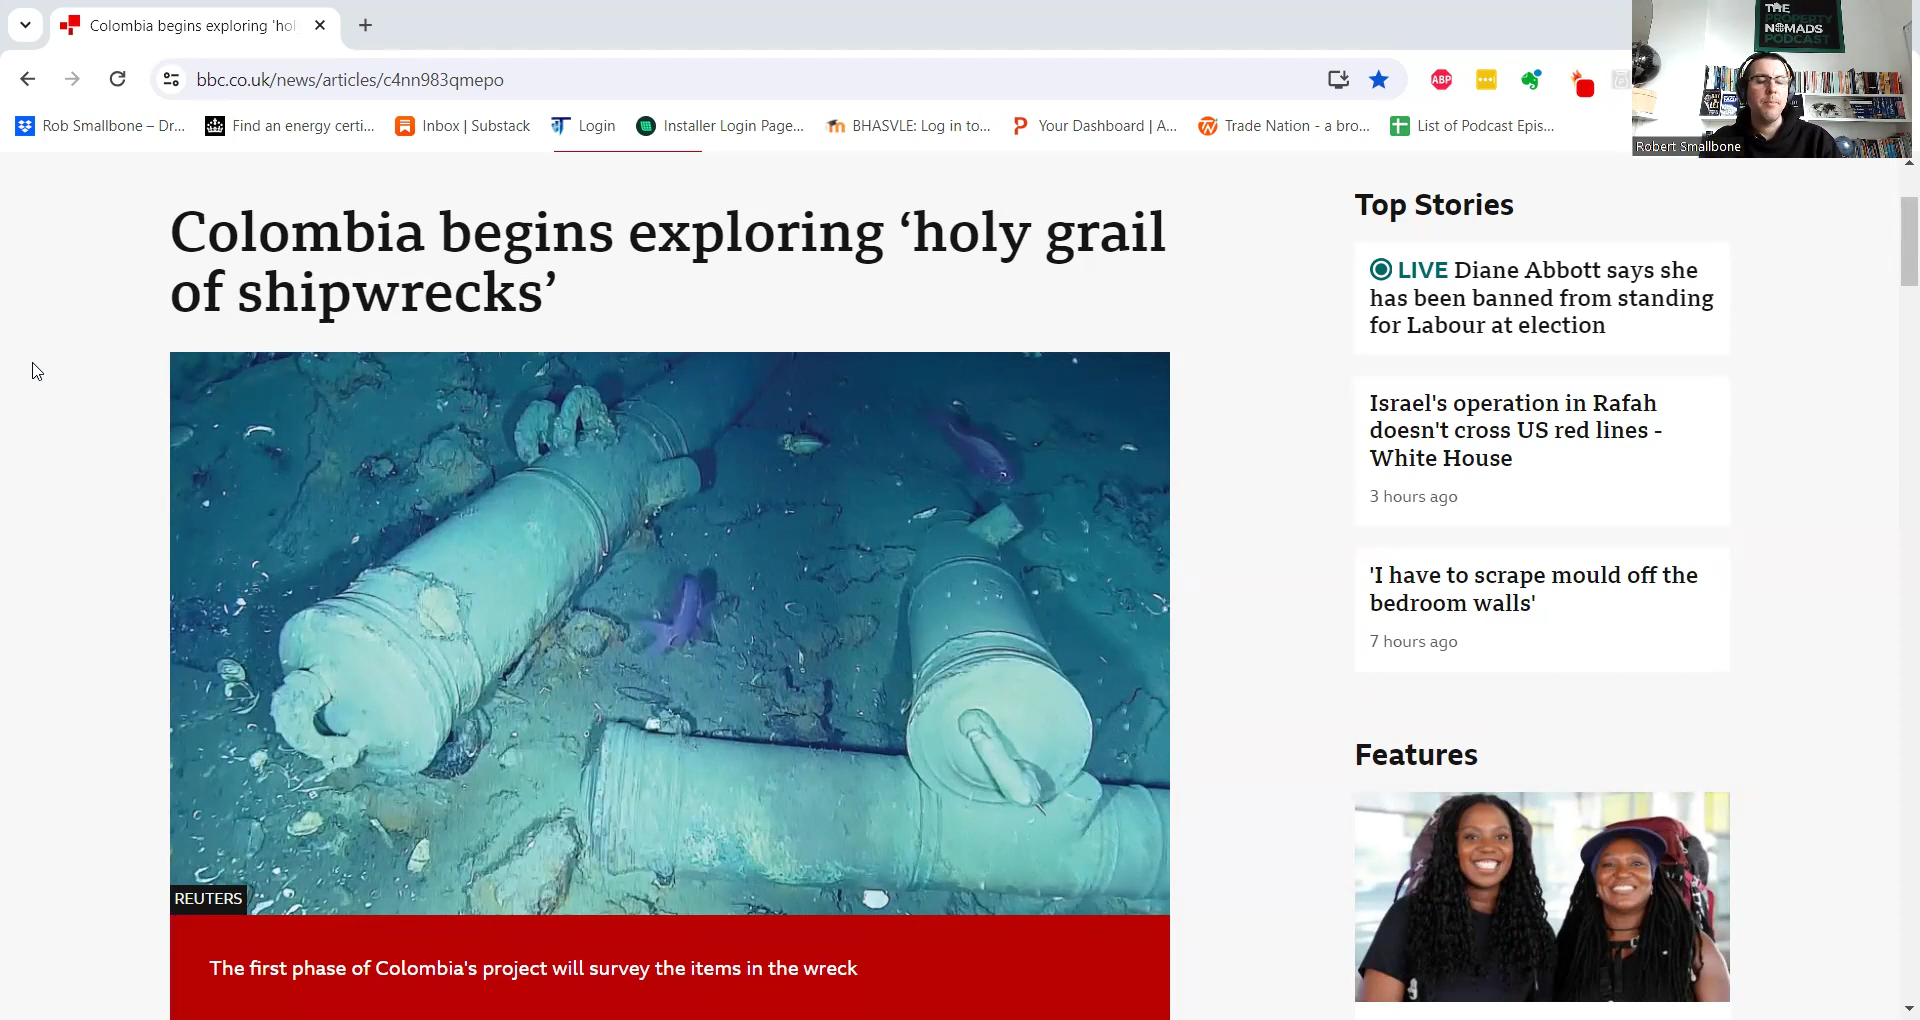 Colombia begins exploring 'hol
bbc.co.uk/news/articles/c4nn983qmepo
ABP
THE
PROPERTY
NOMADS
PODCAST
Robert Smallbone
Rob Smallbone – Dr...
Find an energy certi...
Inbox | Substack
Login
Installer Login Page...
BHASVLE: Log in to...
Your Dashboard | A...
Trade Nation - a bro...
List of Podcast Epis...
Colombia begins exploring ‘holy grail
of shipwrecks’
REUTERS
The first phase of Colombia's project will survey the items in the wreck
Top Stories
LIVE Diane Abbott says she
has been banned from standing
for Labour at election
Israel's operation in Rafah
doesn't cross US red lines -
White House
3 hours ago
'I have to scrape mould off the
bedroom walls'
7 hours ago
Features